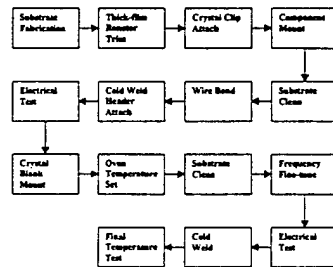 Substrate
Fabrication
Thick-film
Resistor
Trim
Crystal Clip
Attach
Component
Mount
Substrate
Clean
Wire Bond
Cold Weld
Header
Attach
Electrical
Test
Crystal
Blank
Mount
Oven
Temperature
Set
Substrate
Clean
Frequency
Fine-tune
Electrical
Test
Cold
Weld
Final
Temperature
Test